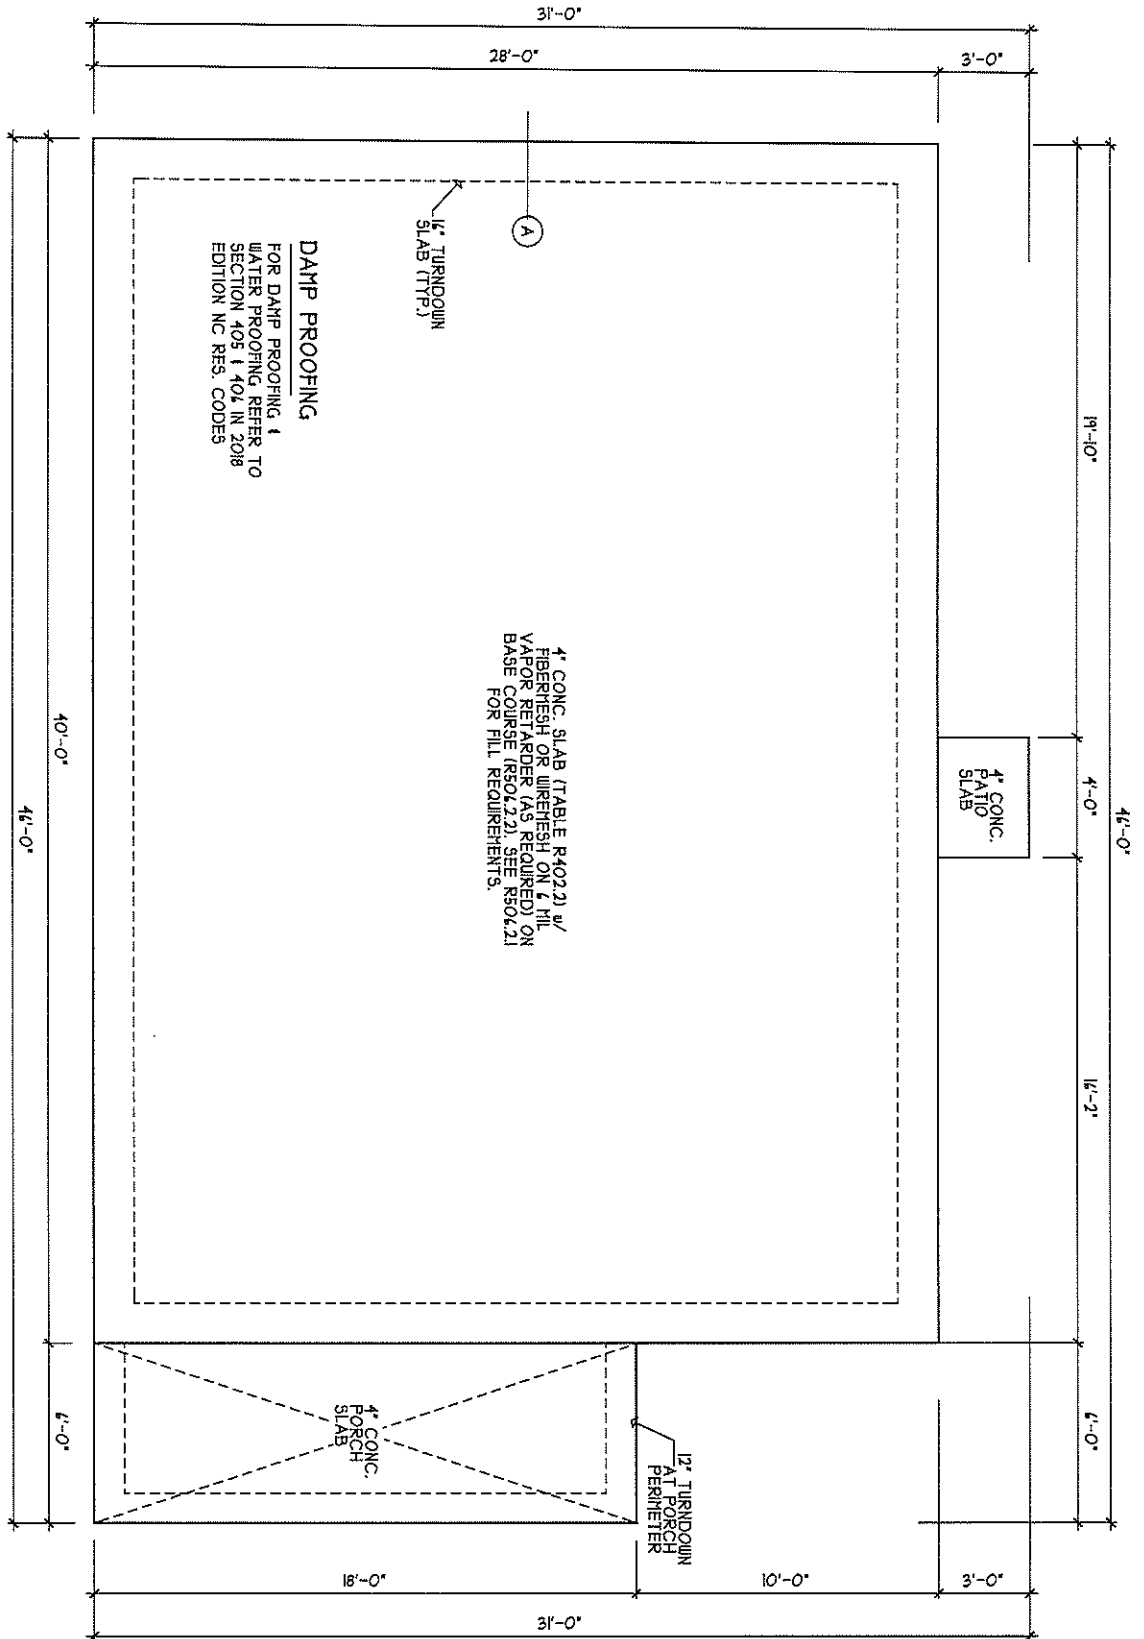 31'-0"
28'-0"
3'-0"
19'-10"
4'-0"
16'-2"
6'-0"
46'-0"
16" TURNDOWN
SLAB (TYP.)
A
DAMP PROOFING
FOR DAMP PROOFING &
WATER PROOFING REFER TO
SECTION 405 & 406 IN 2018
EDITION NC RES. CODES
4" CONC. SLAB (TABLE R402.2) w/
FIBERMESH OR WIREMESH ON 6 MIL
VAPOR RETARDER (AS REQUIRED) ON
BASE COURSE (R506.2.2). SEE R506.2.1
FOR FILL REQUIREMENTS.
4" CONC.
PATIO
SLAB
4" CONC.
PORCH
SLAB
12" TURNDOWN
AT PORCH
PERIMETER
40'-0"
6'-0"
46'-0"
18'-0"
10'-0"
3'-0"
31'-0"